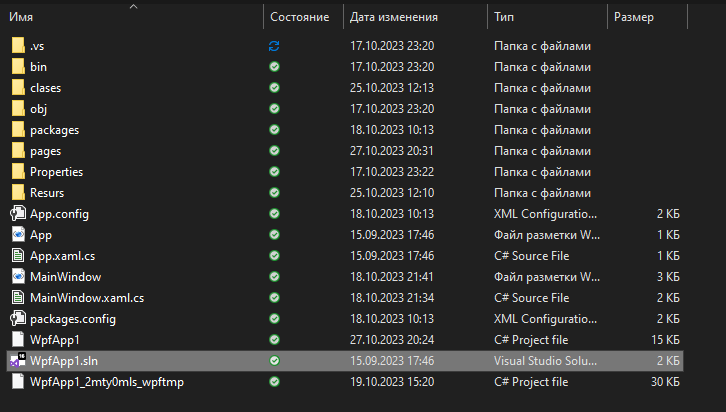 Имя Состояние Дата изменения Тип Размер
.vs 17.10.2023 23:20 Папка с файлами
bin 17.10.2023 23:20 Папка с файлами
clases 25.10.2023 12:13 Папка с файлами
obj 17.10.2023 23:20 Папка с файлами
packages 18.10.2023 10:13 Папка с файлами
pages 27.10.2023 20:31 Папка с файлами
Properties 17.10.2023 23:22 Папка с файлами
Resurs 25.10.2023 12:10 Папка с файлами
App.config 18.10.2023 10:13 XML Configuratio... 2 КБ
App 15.09.2023 17:46 Файл разметки W... 1 КБ
App.xaml.cs 15.09.2023 17:46 C# Source File 1 КБ
MainWindow 18.10.2023 21:41 Файл разметки W... 3 КБ
MainWindow.xaml.cs 18.10.2023 21:34 C# Source File 2 КБ
packages.config 18.10.2023 10:13 XML Configuratio... 2 КБ
WpfApp1 27.10.2023 20:24 C# Project file 15 КБ
WpfApp1.sln 15.09.2023 17:46 Visual Studio Solu... 2 КБ
WpfApp1_2mty0mls_wpftmp 19.10.2023 15:20 C# Project file 30 КБ